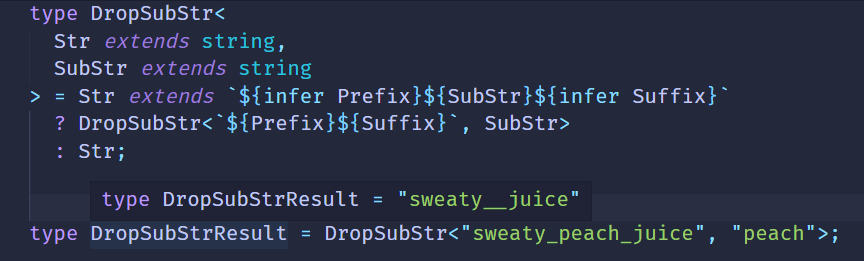 type DropSubStr<
Str extends string,
SubStr extends string
> = Str extends `${infer Prefix}${SubStr}${infer Suffix}`
? DropSubStr<`${Prefix}${Suffix}`, SubStr>
: Str;
type DropSubStrResult = "sweaty__juice"
type DropSubStrResult = DropSubStr<"sweaty_peach_juice", "peach">;